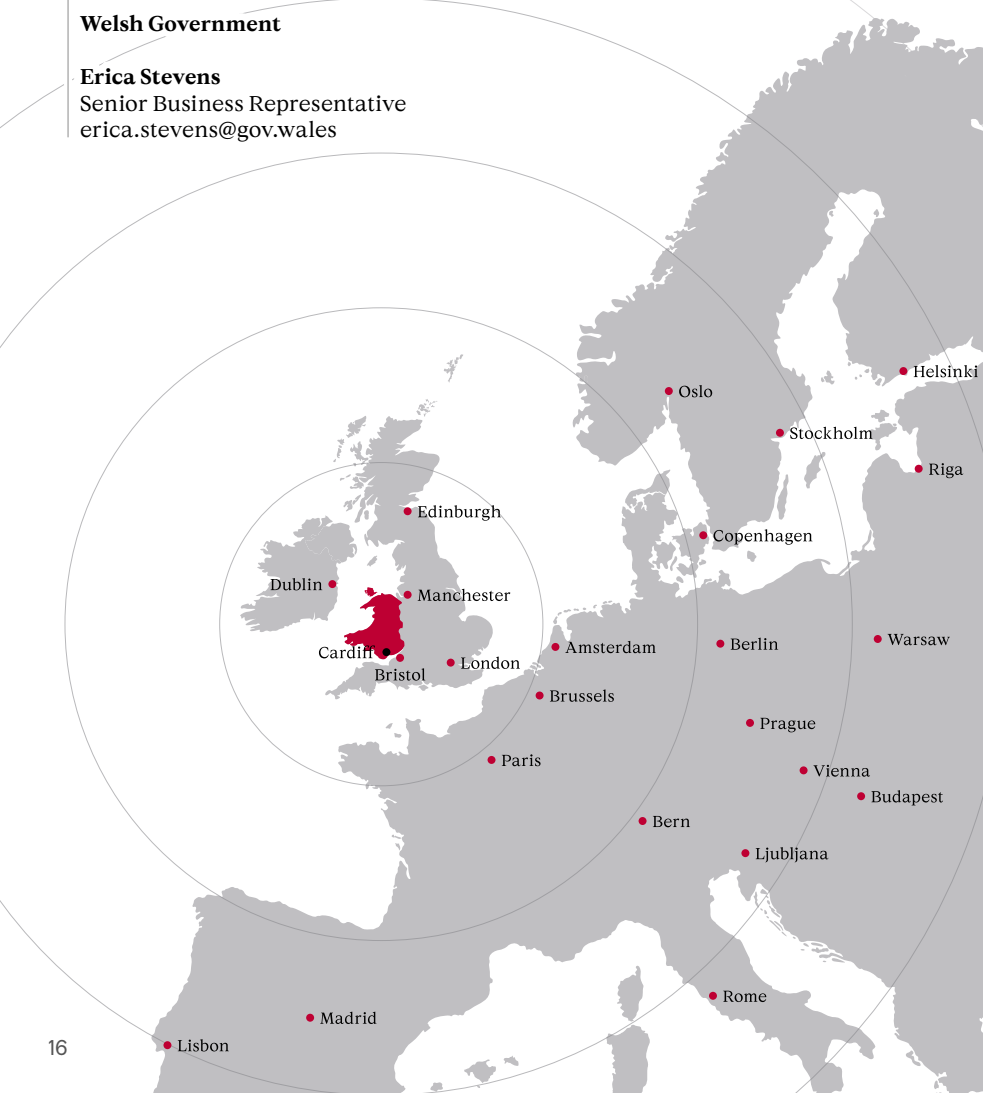 Welsh Government
Erica Stevens
Senior Business Representative
erica.stevens@gov.wales
Helsinki
Oslo
Stockholm
Riga
Edinburgh
Copenhagen
Dublin
Manchester
Warsaw
Berlin
Amsterdam
Cardiff
London
Bristol
Brussels
Prague
Paris
Vienna
Budapest
Bern
Ljubljana
Rome
Madrid
Lisbon
16